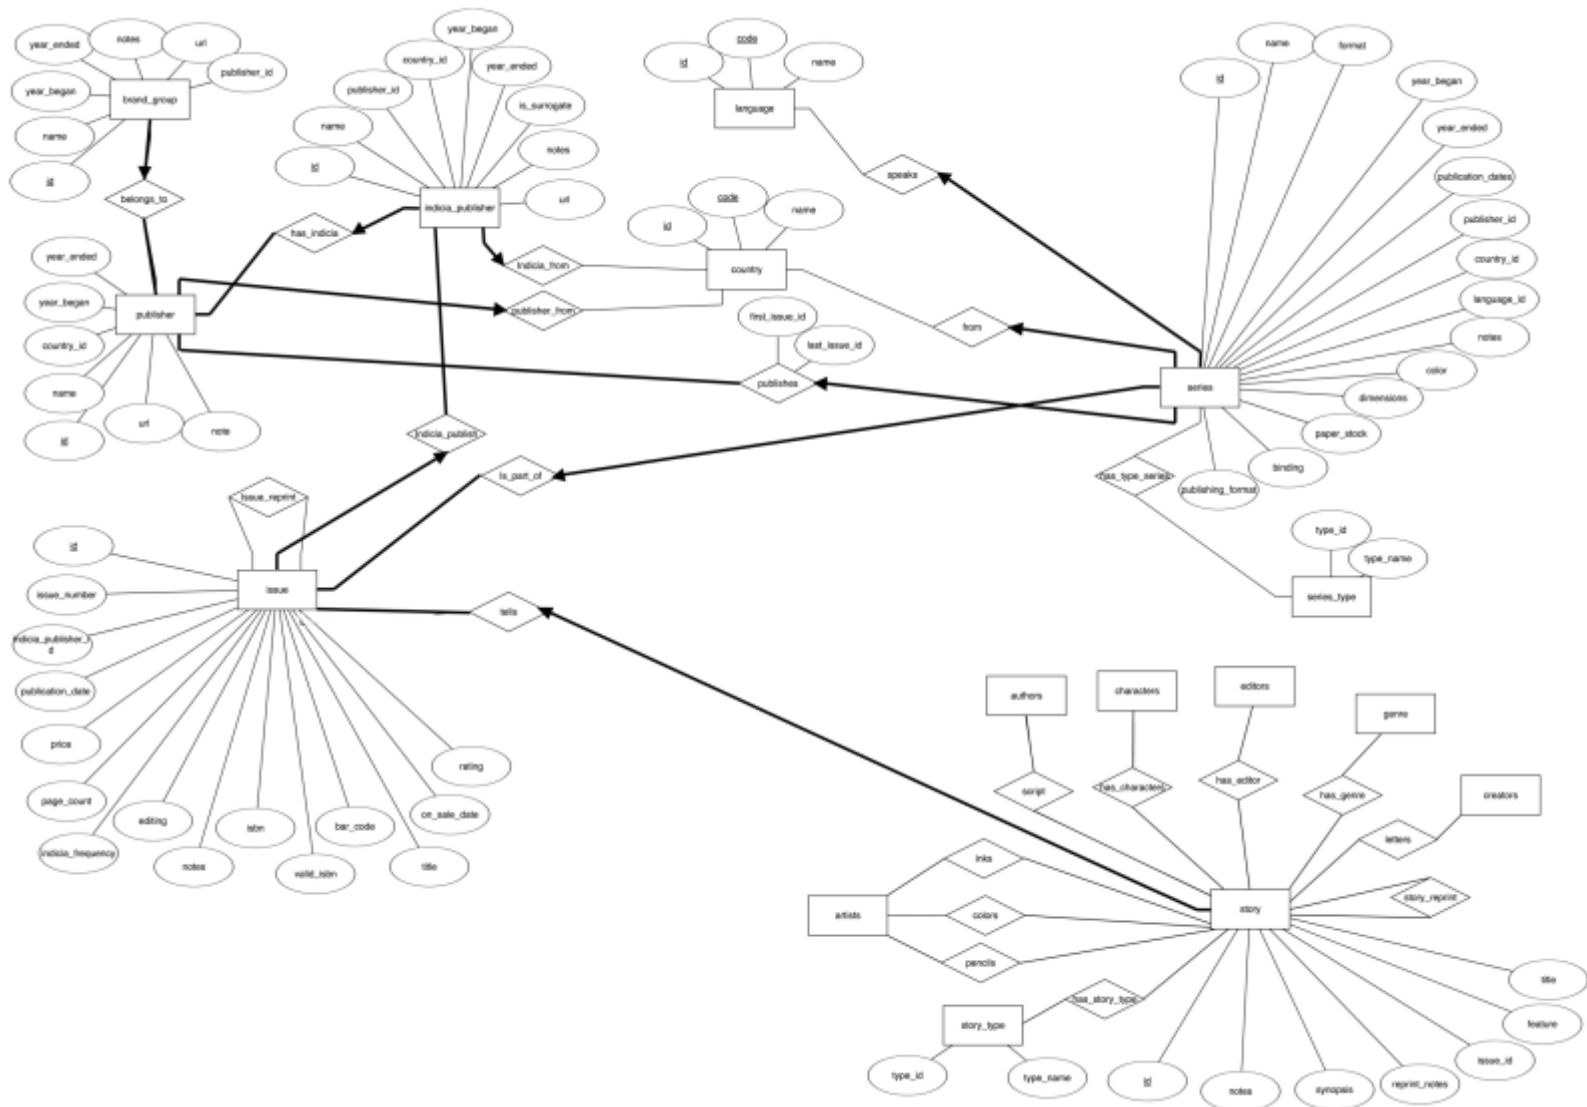 year_ended
notes
url
publisher_id
year_began
brand_group
name
id
belongs_to
year_began
country_id
year_ended
publisher_id
is_surrogate
name
notes
id
url
indicia_publisher
has_indicia
Indicia_from
publisher_from
code
id
name
language
speaks
code
name
id
country
from
first_issue_id
last_issue_id
publishes
year_ended
year_began
publisher
country_id
name
id
url
note
name
format
id
year_began
year_ended
publication_dates
publisher_id
country_id
language_id
notes
color
dimensions
paper_stock
binding
publishing_format
series
has_type_series
type_id
type_name
series_type
Indicia_publish
Is_part_of
Issue_reprint
id
issue_number
indicia_publisher_i
d
publication_date
price
page_count
indicia_frequency
editing
notes
isbn
valid_isbn
bar_code
title
on_sale_date
rating
issue
tells
authors
characters
editors
genre
creators
script
has_characters
has_editor
has_genre
letters
story_reprint
inks
artists
colors
pencils
story
has_story_type
story_type
type_id
type_name
id
notes
synopsis
reprint_notes
issue_id
feature
title